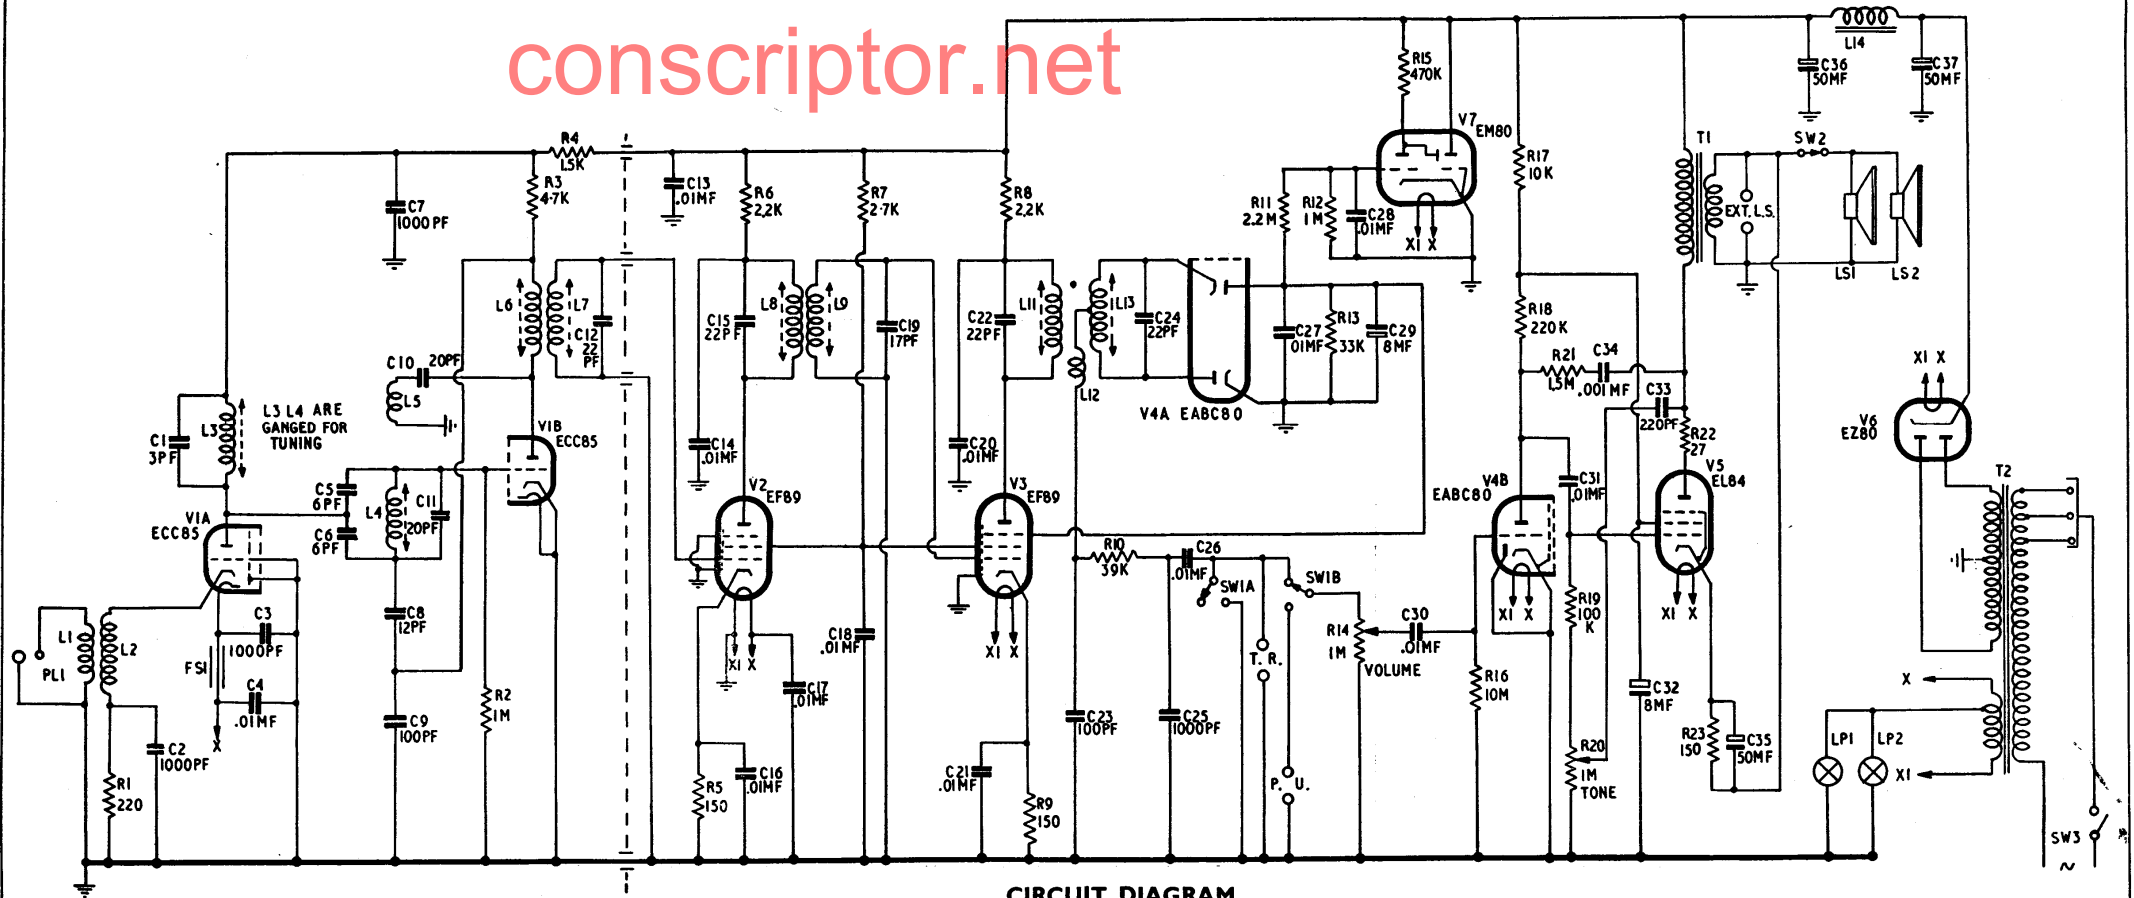 conscriptor.net
L14
C36
50MF
C37
50MF
R15
470K
V7
EM80
X1 X
R17
10K
T1
SW2
EXT. L.S.
LS1
LS2
R4
1.5K
C7
1000PF
R3
4.7K
C13
.01MF
R6
2,2K
R7
2.7K
R8
2,2K
R11
2.2M
R12
1M
C28
.01MF
L6
L7
C12
22
PF
C15
22PF
L8
L9
C19
17PF
C22
22PF
L11
L13
C24
22PF
L12
V4A EABC80
C27
01MF
R13
33K
C29
8MF
R18
220K
R21
1,5M
C34
.001MF
C33
220PF
R22
27
X1 X
V6
EZ80
T2
C10
20PF
L5
L3 L4 ARE
GANGED FOR
TUNING
C1
3PF
L3
V1B
ECC85
C5
6PF
C6
6PF
L4
C11
20PF
V1A
ECC85
C14
.01MF
V2
EF89
C20
.01MF
V3
EF89
V4B
EABC80
C31
.01MF
V5
EL84
R10
39K
C26
.01MF
SW1A
SW1B
X1 X
X1 X
L1
L2
PL1
C3
1000PF
FS1
C4
.01MF
X
C8
12PF
C9
100PF
R2
1M
X1 X
C18
.01MF
C17
.01MF
X1 X
T. R.
R14
1M
VOLUME
C30
.01MF
R16
10M
R19
100
K
C32
8MF
X
C2
1000PF
R1
220
R5
150
C16
.01MF
C21
.01MF
R9
150
C23
100PF
C25
1000PF
P. U.
R20
1M
TONE
R23
150
C35
50MF
LP1
LP2
X1
SW3
~
CIRCUIT DIAGRAM